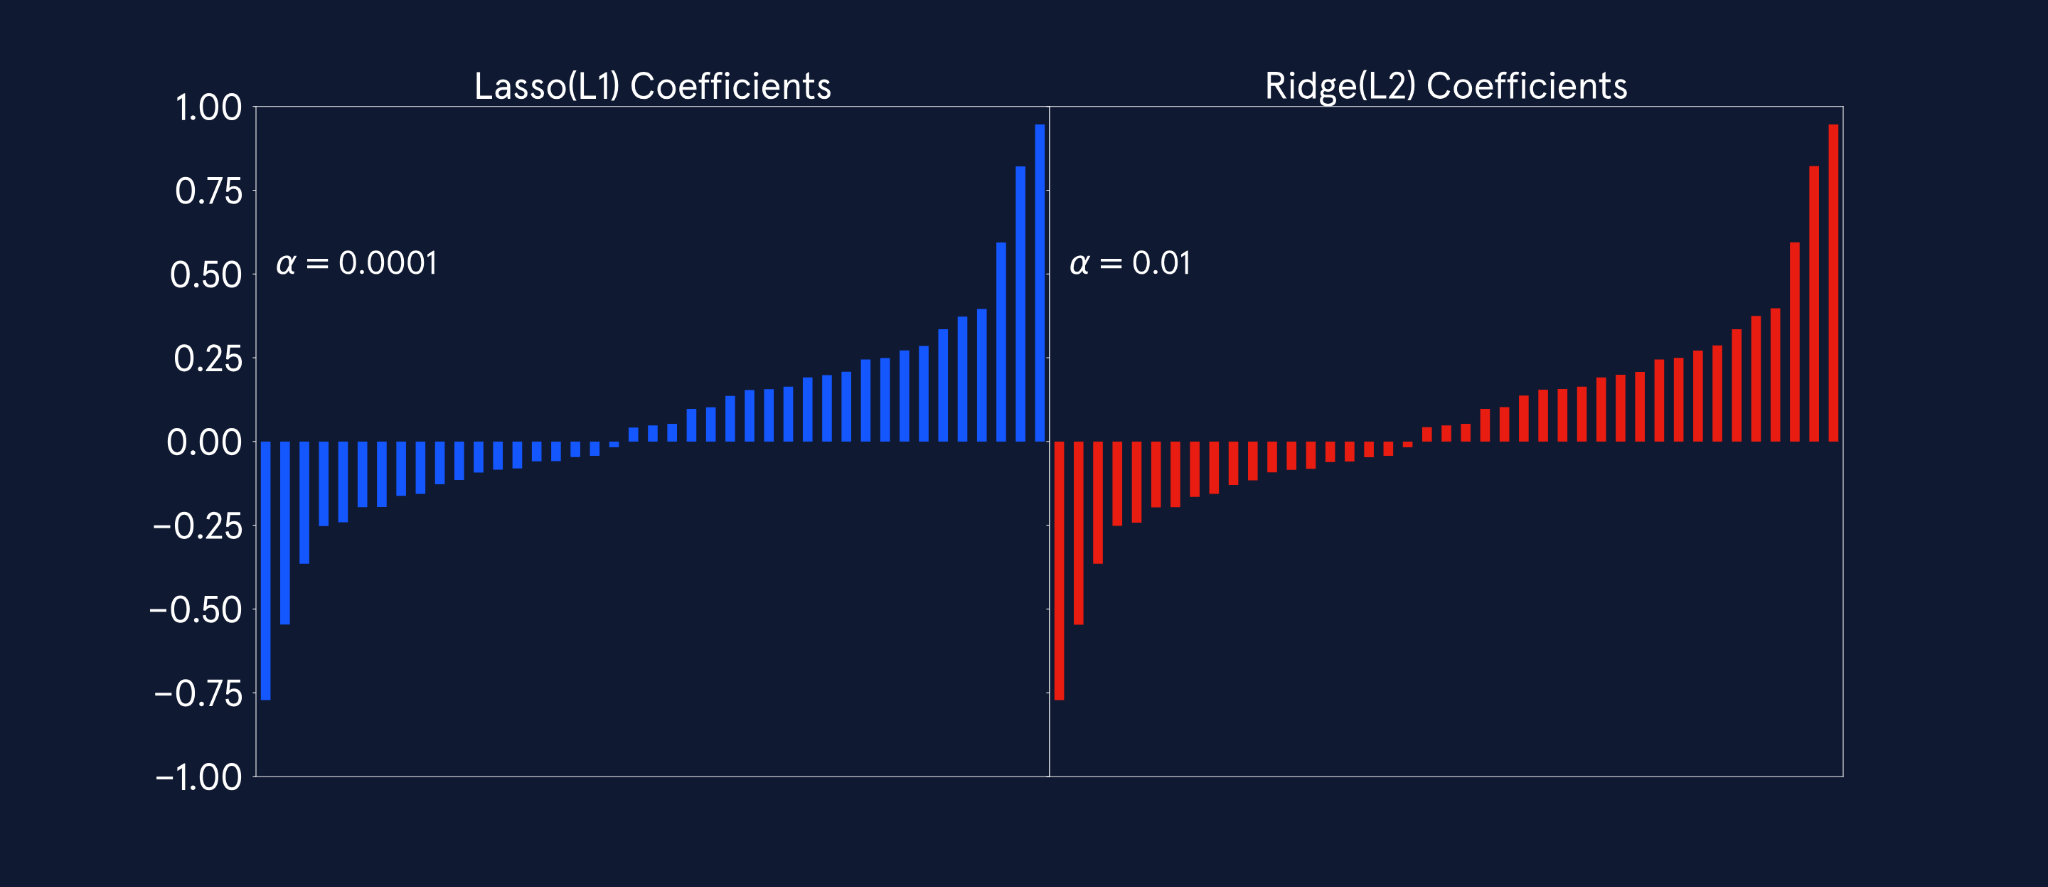 Lasso(L1) Coefficients
Ridge(L2) Coefficients
1.00
0.75
0.50
0.25
0.00
−0.25
−0.50
−0.75
−1.00
α = 0.0001
α = 0.01